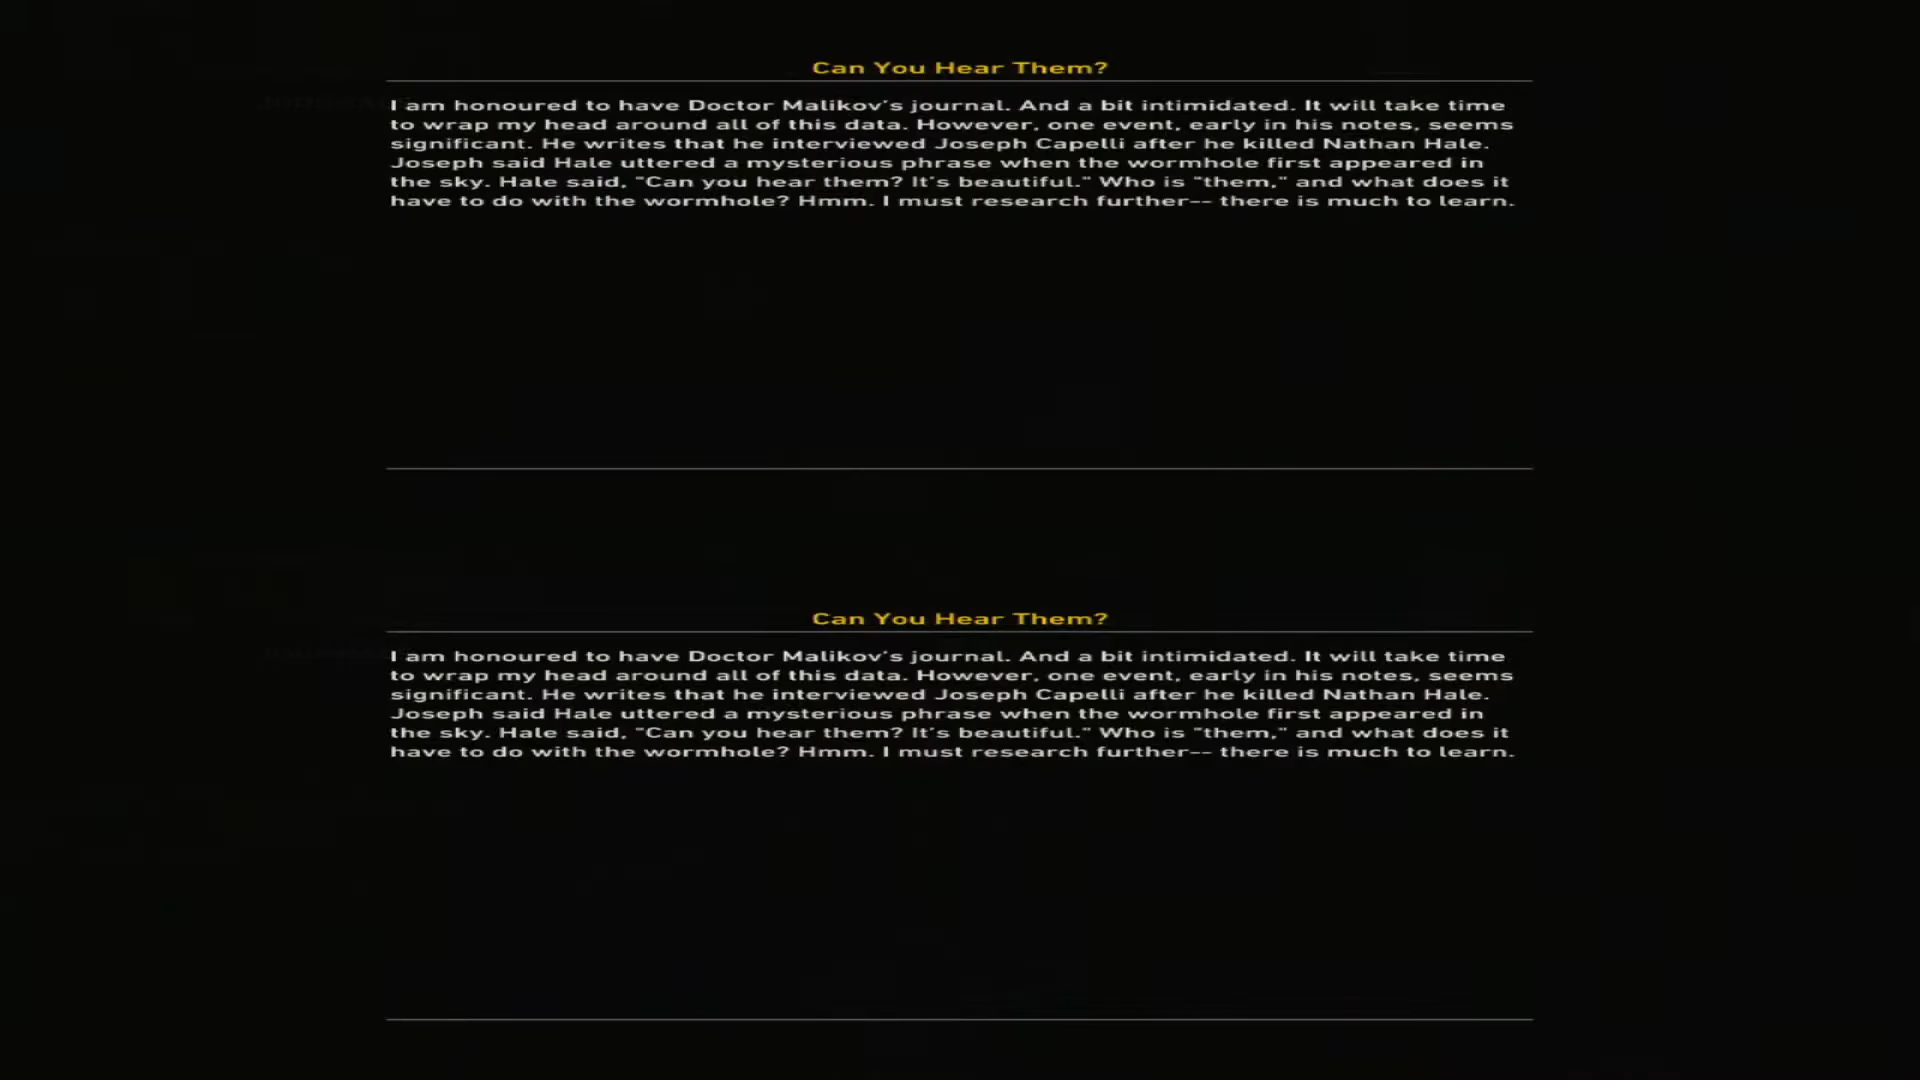 Can You Hear Them?
I am honoured to have Doctor Malikov's journal. And a bit intimidated. It will take time
to wrap my head around all of this data. However, one event, early in his notes, seems
significant. He writes that he interviewed Joseph Capelli after he killed Nathan Hale.
Joseph said Hale uttered a mysterious phrase when the wormhole first appeared in
the sky. Hale said, "Can you hear them? It's beautiful." Who is "them," and what does it
have to do with the wormhole? Hmm. I must research further-- there is much to learn.
Can You Hear Them?
I am honoured to have Doctor Malikov's journal. And a bit intimidated. It will take time
to wrap my head around all of this data. However, one event, early in his notes, seems
significant. He writes that he interviewed Joseph Capelli after he killed Nathan Hale.
Joseph said Hale uttered a mysterious phrase when the wormhole first appeared in
the sky. Hale said, "Can you hear them? It's beautiful." Who is "them," and what does it
have to do with the wormhole? Hmm. I must research further-- there is much to learn.